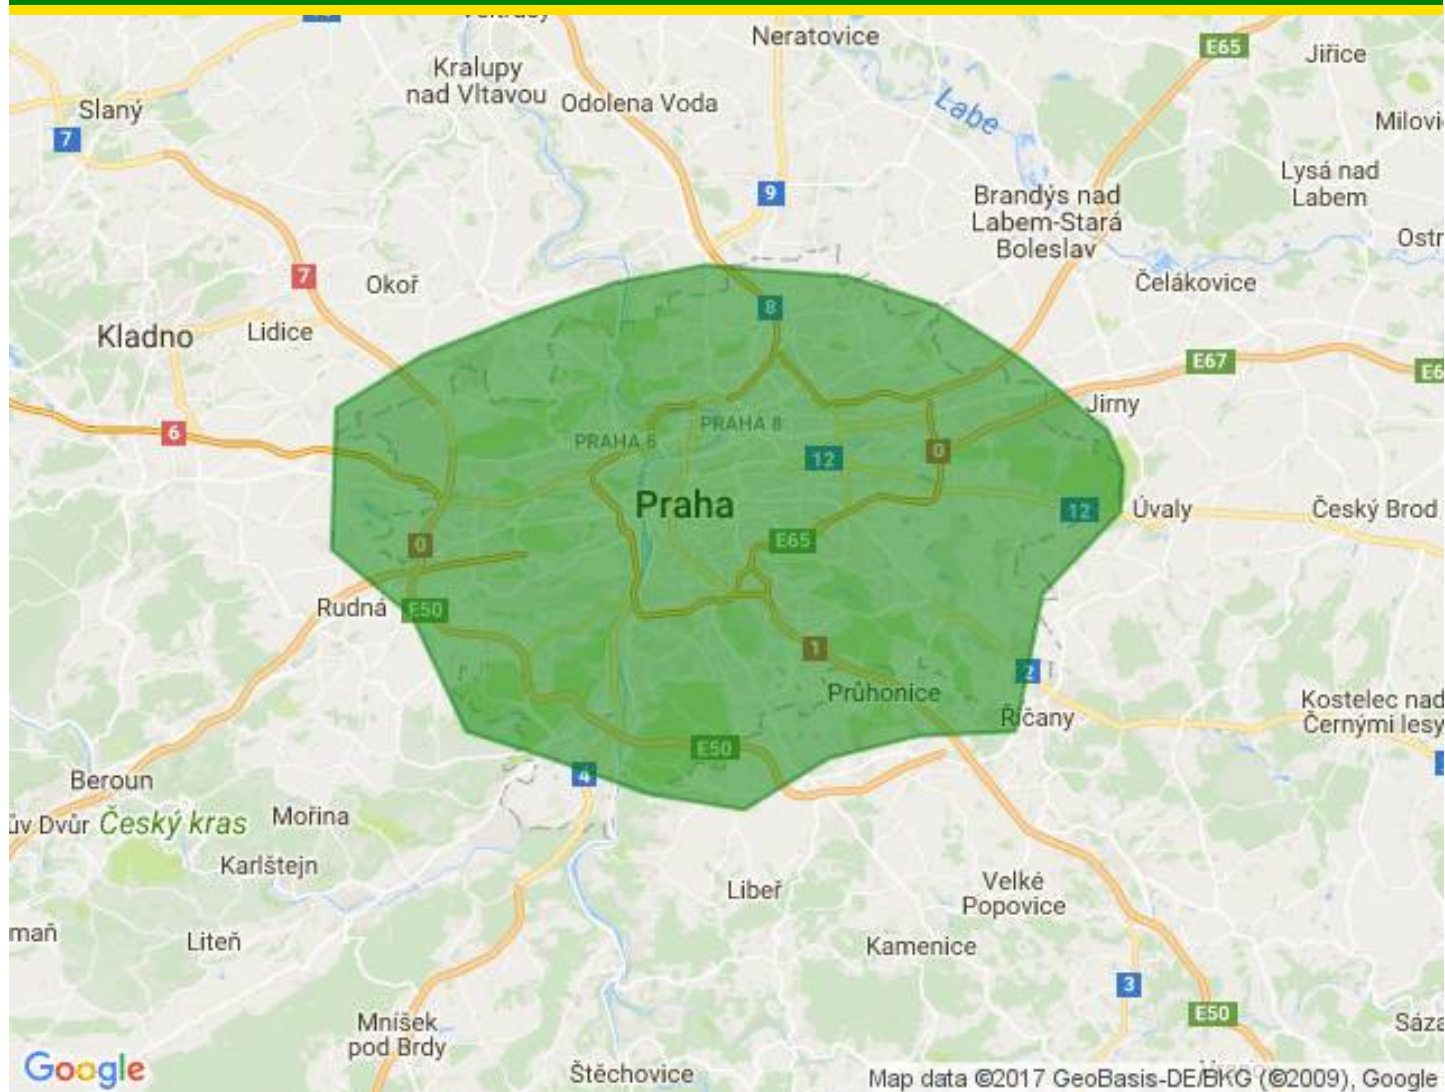 Neratovice
E65
Jiřice
Kralupy
nad Vltavou
Odolena Voda
Labe
Slaný
7
9
Lysá nad
Labem
Brandýs nad
Labem-Stará
Boleslav
7
Okoř
Čelákovice
8
Kladno
Lidice
E67
Jirny
6
PRAHA 8
PRAHA 6
12
0
Praha
12
Úvaly
Český Brod
0
E65
Rudná
E50
1
2
Průhonice
Říčany
Kostelec nad
Černými lesy
E50
4
Beroun
Mořina
Český kras
Karlštejn
Libeř
Velké
Popovice
Liteň
Kamenice
3
E50
Mníšek
pod Brdy
Štěchovice
Google
Map data ©2017 GeoBasis-DE/BKG (©2009), Google